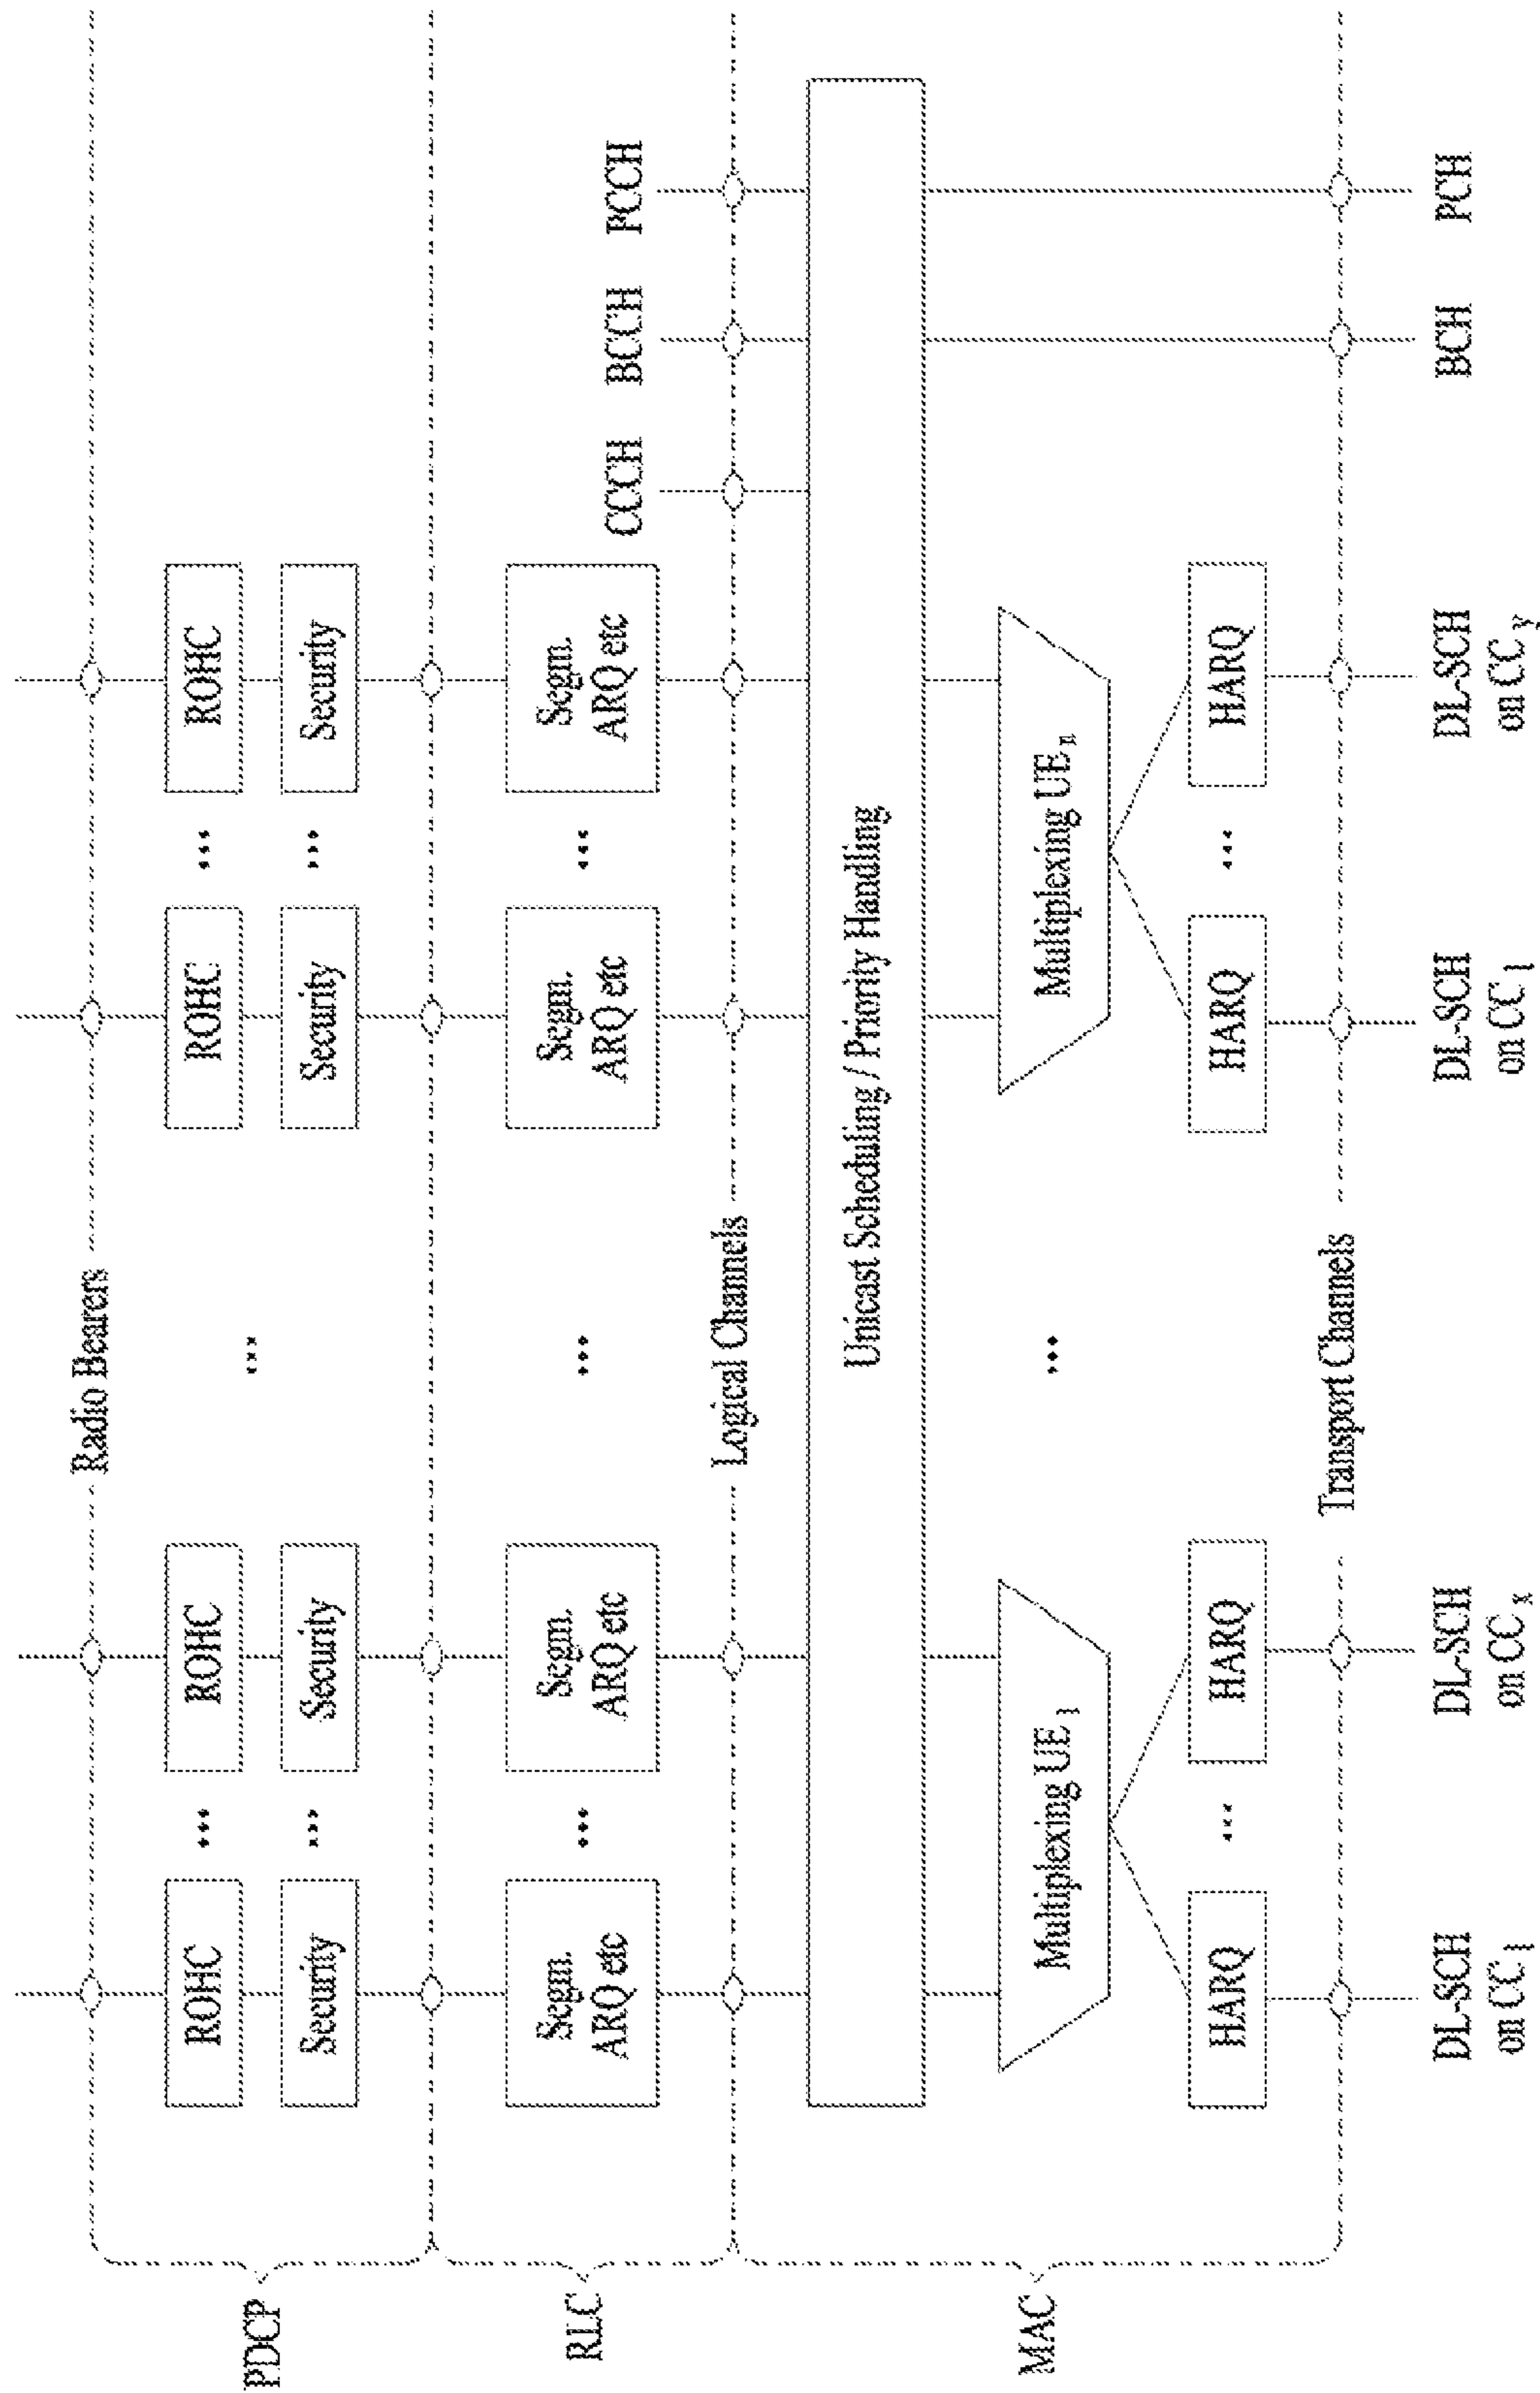 Radio Bearers
PDCP
ROHC
...
ROHC
...
ROHC
...
ROHC
Security
...
Security
Security
...
Security
RLC
Segm.
ARQ etc
...
Segm.
ARQ etc
...
Segm.
ARQ etc
...
Segm.
ARQ etc
CCCH
BCCH
PCCH
Logical Channels
MAC
Unicast Scheduling / Priority Handling
Multiplexing UE1
...
Multiplexing UEn
HARQ
...
HARQ
HARQ
...
HARQ
Transport Channels
DL-SCH
on CC1
DL-SCH
on CCx
DL-SCH
on CC1
DL-SCH
on CCy
BCH
PCH